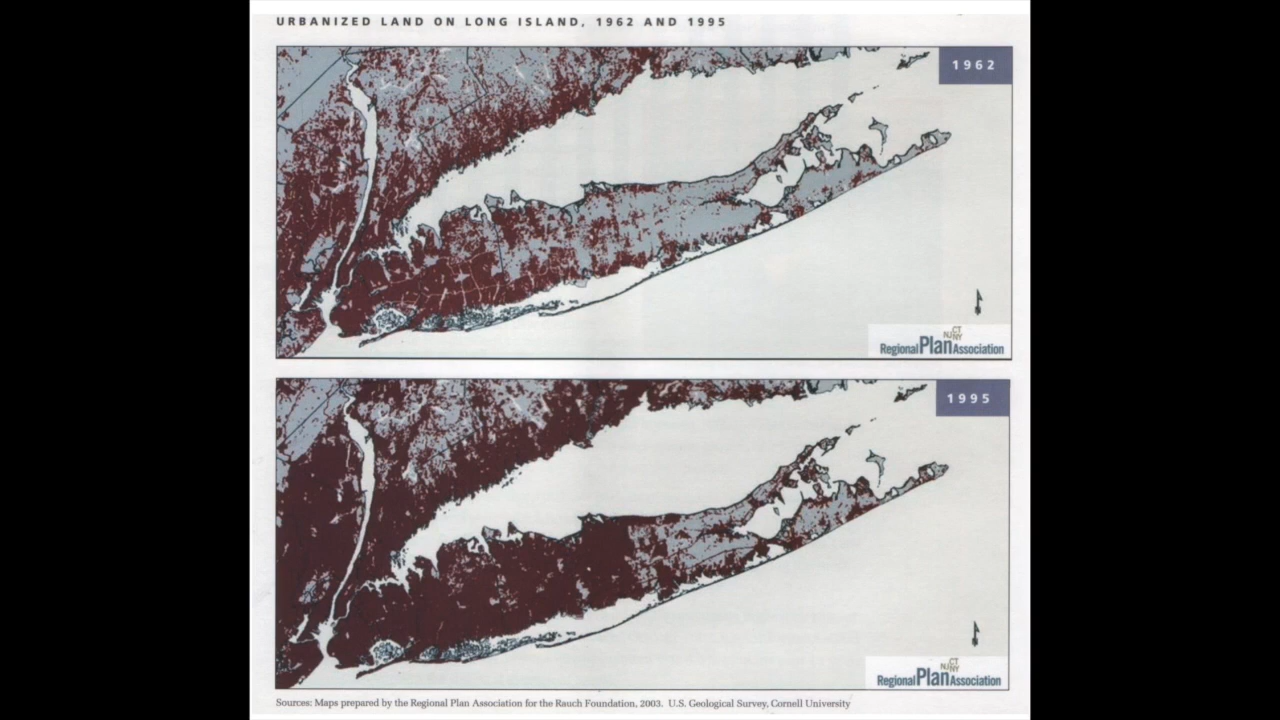 URBANIZED LAND ON LONG ISLAND, 1962 AND 1995
1962
NJ CT NY
Regional Plan Association
1995
NJ CT NY
Regional Plan Association
Sources: Maps prepared by the Regional Plan Association for the Rauch Foundation, 2003. U.S. Geological Survey, Cornell University